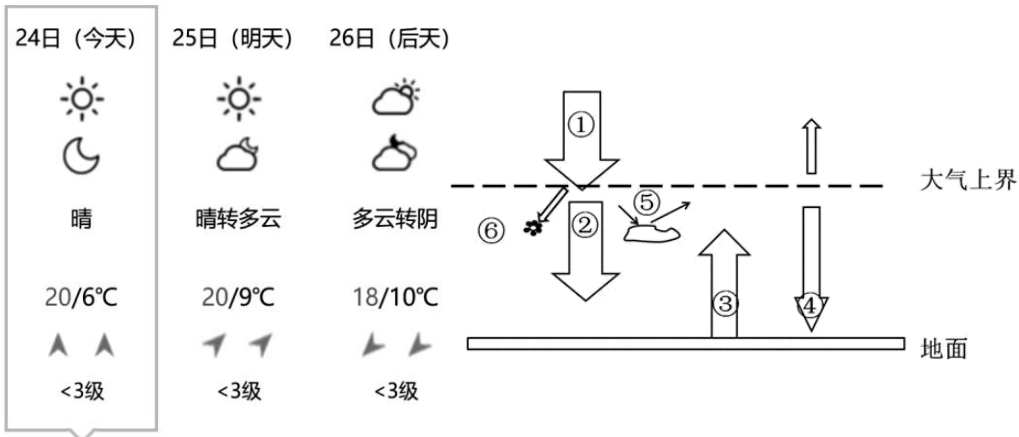 24日（今天） 25日（明天） 26日（后天）
晴 晴转多云 多云转阴
20/6℃ 20/9℃ 18/10℃
<3级 <3级 <3级
①
大气上界
⑥ ② ⑤
③ ④
地面